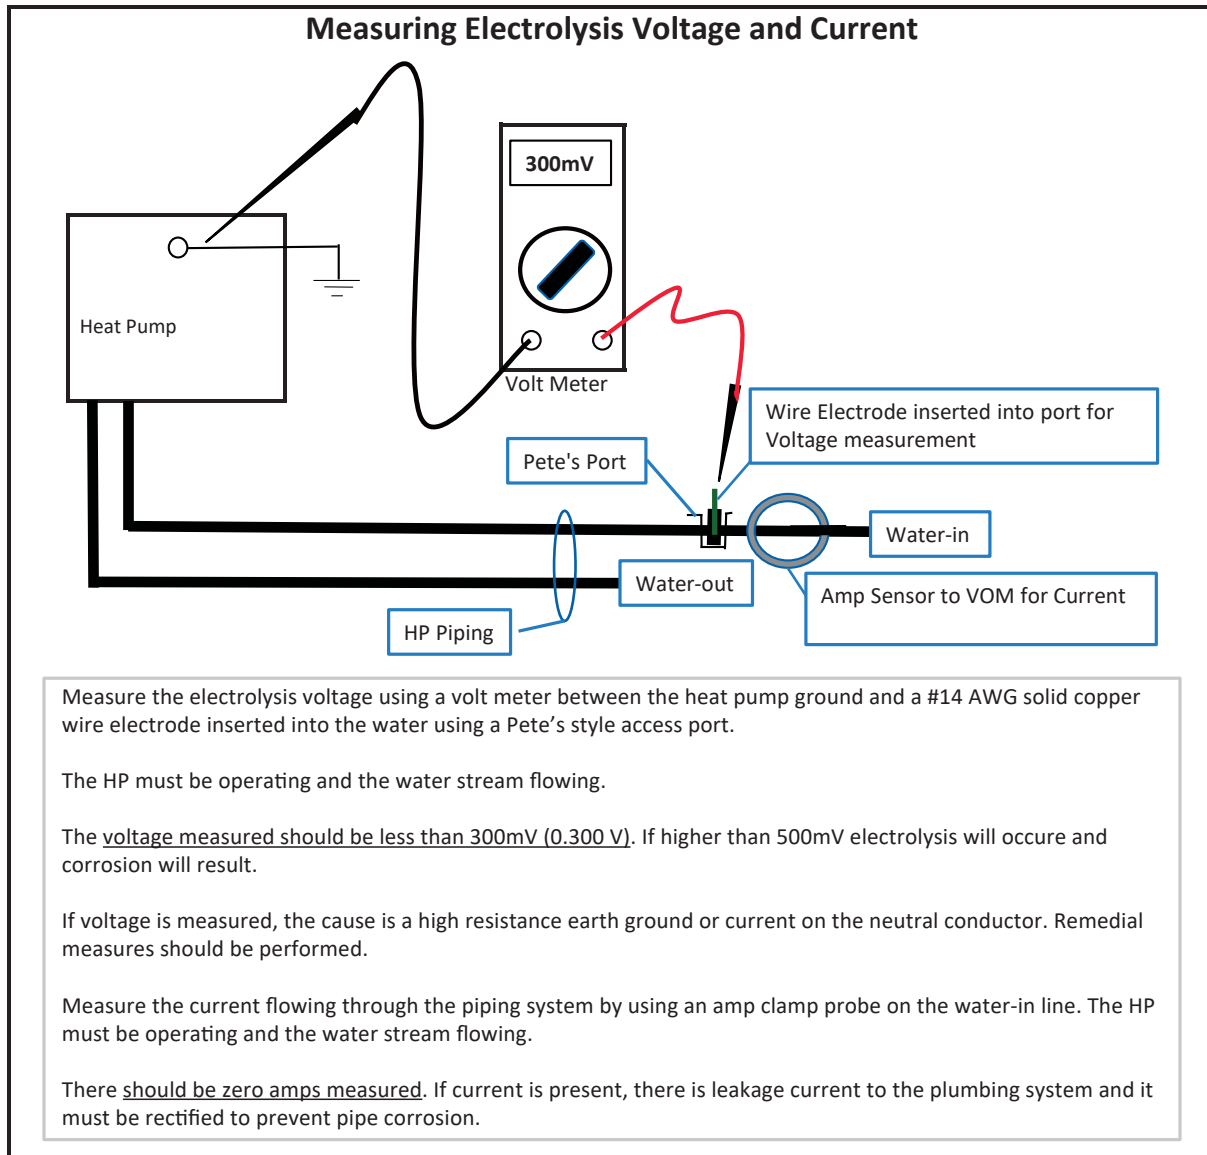 Measuring Electrolysis Voltage and Current
300mV
Heat Pump
Volt Meter
Wire Electrode inserted into port for
Voltage measurement
Pete's Port
Water-in
Water-out
Amp Sensor to VOM for Current
HP Piping
Measure the electrolysis voltage using a volt meter between the heat pump ground and a #14 AWG solid copper
wire electrode inserted into the water using a Pete’s style access port.
The HP must be operating and the water stream flowing.
The voltage measured should be less than 300mV (0.300 V). If higher than 500mV electrolysis will occure and
corrosion will result.
If voltage is measured, the cause is a high resistance earth ground or current on the neutral conductor. Remedial
measures should be performed.
Measure the current flowing through the piping system by using an amp clamp probe on the water-in line. The HP
must be operating and the water stream flowing.
There should be zero amps measured. If current is present, there is leakage current to the plumbing system and it
must be rectified to prevent pipe corrosion.